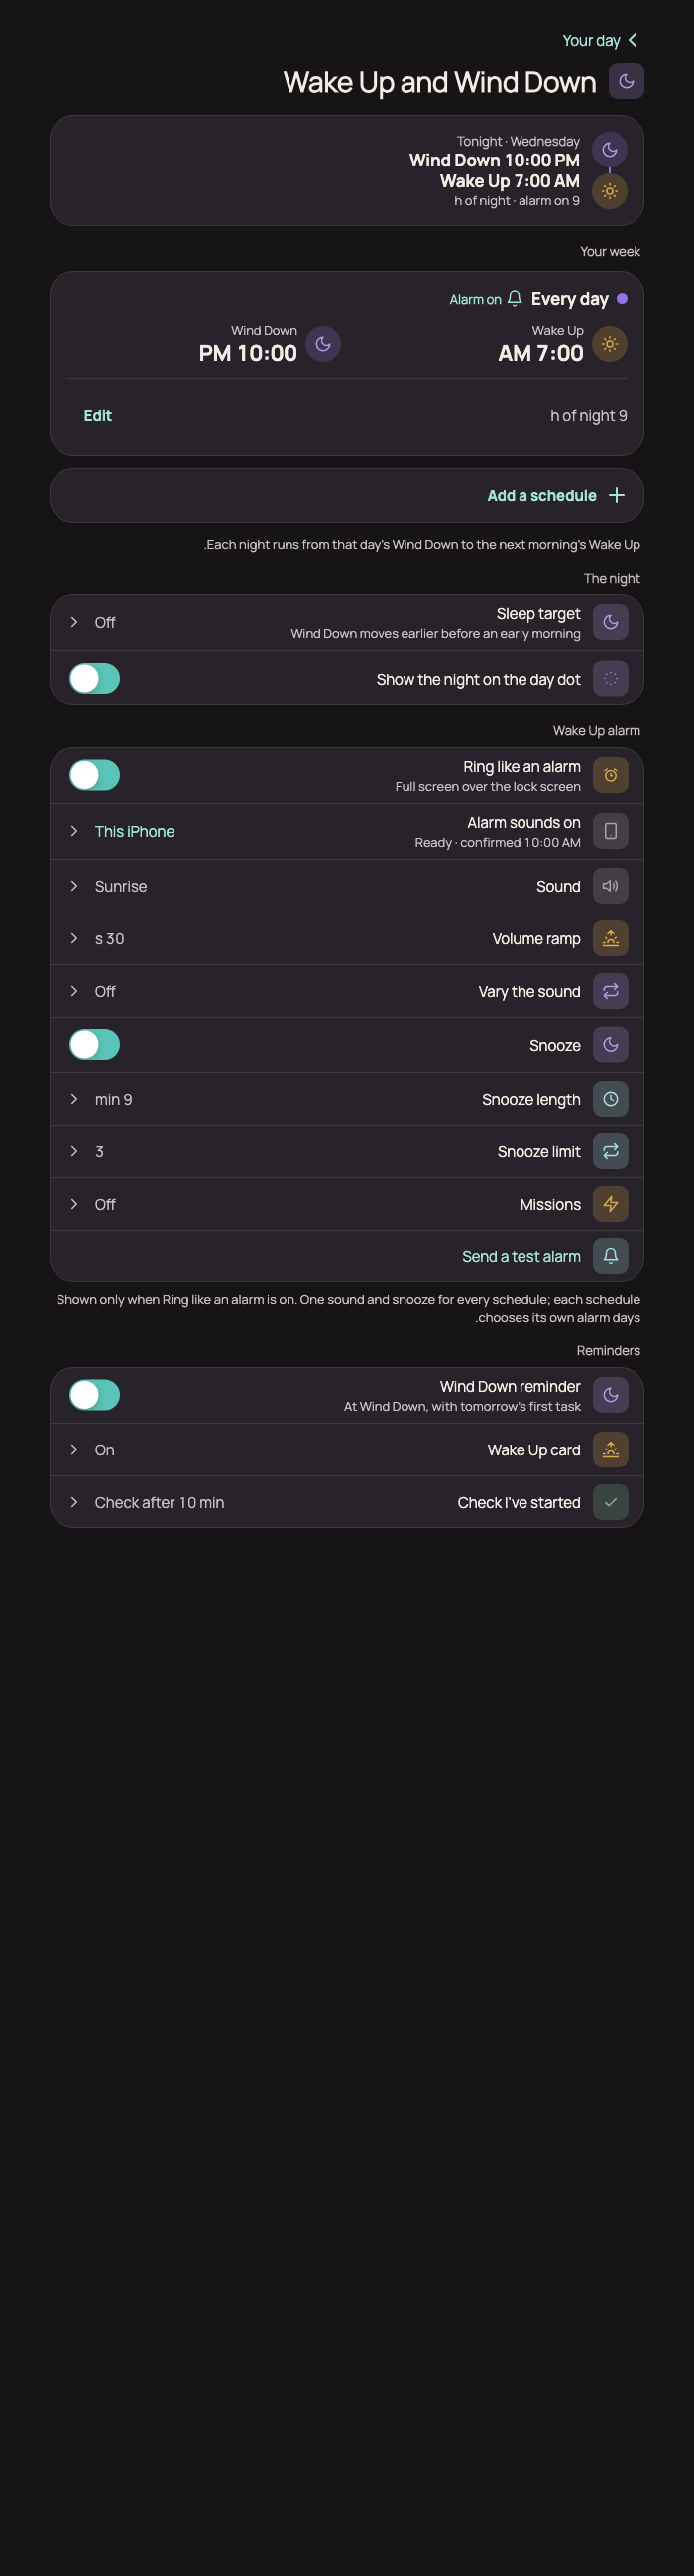 Your day
Wake Up and Wind Down
Tonight · Wednesday
Wind Down 10:00 PM
Wake Up 7:00 AM
h of night · alarm on 9
Your week
Every day
Alarm on
Wake Up
AM 7:00
Wind Down
PM 10:00
h of night 9
Edit
Add a schedule
.Each night runs from that day's Wind Down to the next morning's Wake Up
The night
Sleep target
Wind Down moves earlier before an early morning
Off
Show the night on the day dot
Wake Up alarm
Ring like an alarm
Full screen over the lock screen
Alarm sounds on
Ready · confirmed 10:00 AM
This iPhone
Sound
Sunrise
Volume ramp
s 30
Vary the sound
Off
Snooze
Snooze length
min 9
Snooze limit
3
Missions
Off
Send a test alarm
Shown only when Ring like an alarm is on. One sound and snooze for every schedule; each schedule
.chooses its own alarm days
Reminders
Wind Down reminder
At Wind Down, with tomorrow's first task
Wake Up card
On
Check I've started
Check after 10 min